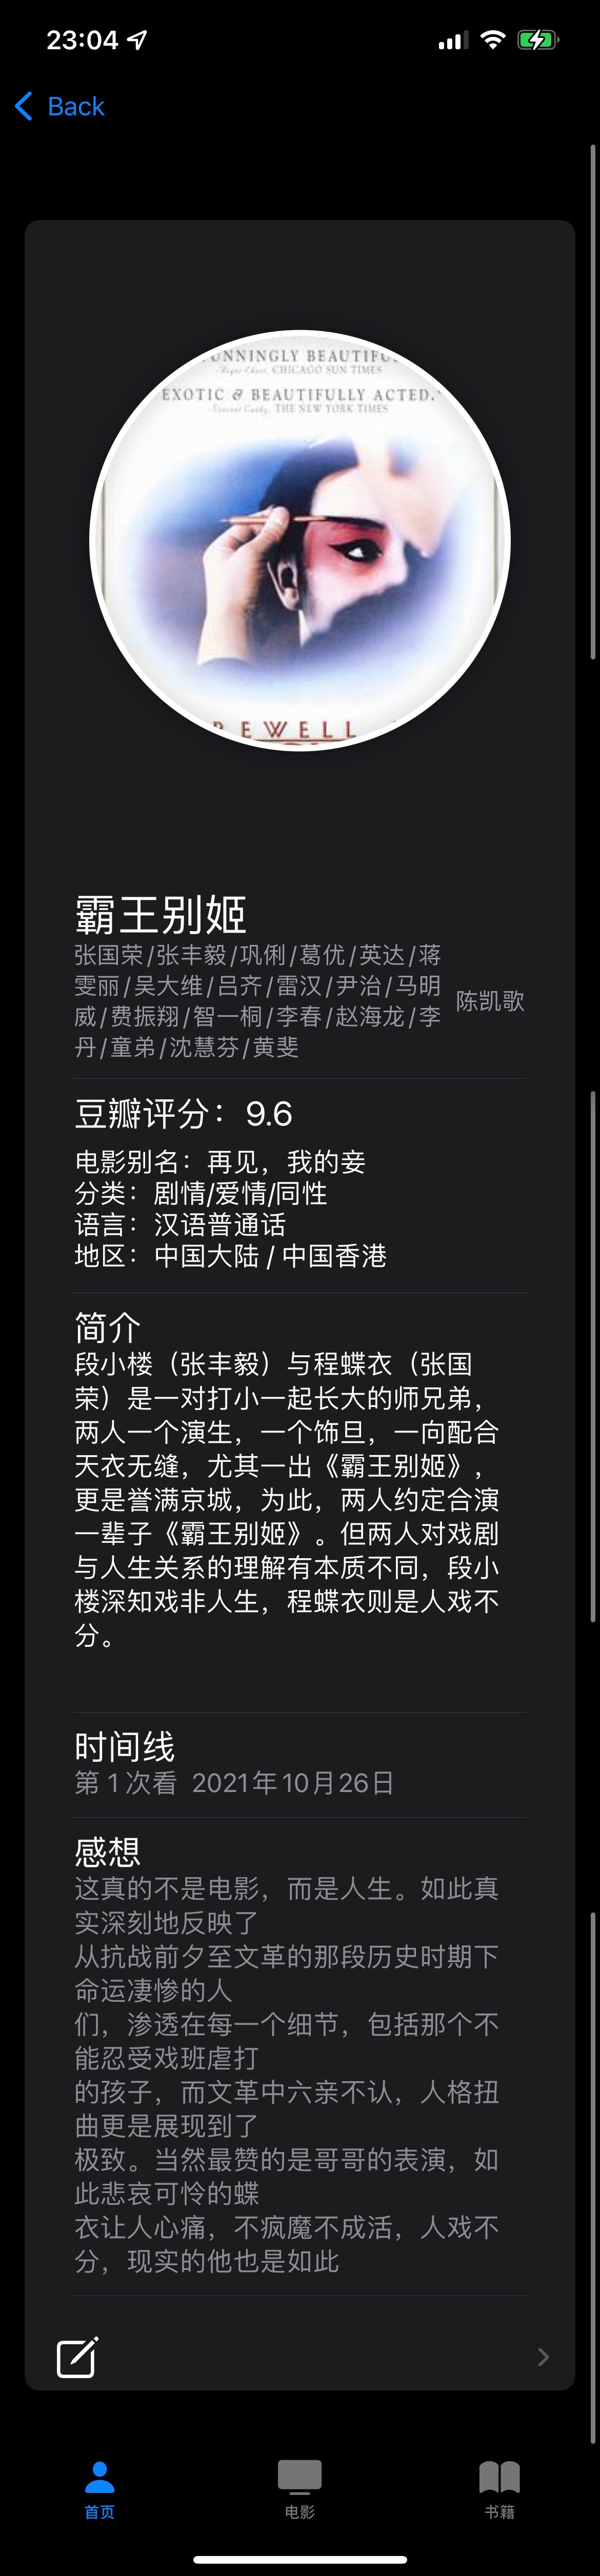 23:04
Back
UNNINGLY BEAUTIFU
CHICAGO SUN TIMES
EXOTIC & BEAUTIFULLY ACTED.
THE NEW YORK TIMES
REWELL
霸王别姬
张国荣/张丰毅/巩俐/葛优/英达/蒋
雯丽/吴大维/吕齐/雷汉/尹治/马明
威/费振翔/智一桐/李春/赵海龙/李
丹/童弟/沈慧芬/黄斐
陈凯歌
豆瓣评分：9.6
电影别名：再见，我的妾
分类：剧情/爱情/同性
语言：汉语普通话
地区：中国大陆 / 中国香港
简介
段小楼（张丰毅）与程蝶衣（张国
荣）是一对打小一起长大的师兄弟，
两人一个演生，一个饰旦，一向配合
天衣无缝，尤其一出《霸王别姬》，
更是誉满京城，为此，两人约定合演
一辈子《霸王别姬》。但两人对戏剧
与人生关系的理解有本质不同，段小
楼深知戏非人生，程蝶衣则是人戏不
分。
时间线
第 1 次看 2021年10月26日
感想
这真的不是电影，而是人生。如此真
实深刻地反映了
从抗战前夕至文革的那段历史时期下
命运凄惨的人
们，渗透在每一个细节，包括那个不
能忍受戏班虐打
的孩子，而文革中六亲不认，人格扭
曲更是展现到了
极致。当然最赞的是哥哥的表演，如
此悲哀可怜的蝶
衣让人心痛，不疯魔不成活，人戏不
分，现实的他也是如此
首页
电影
书籍